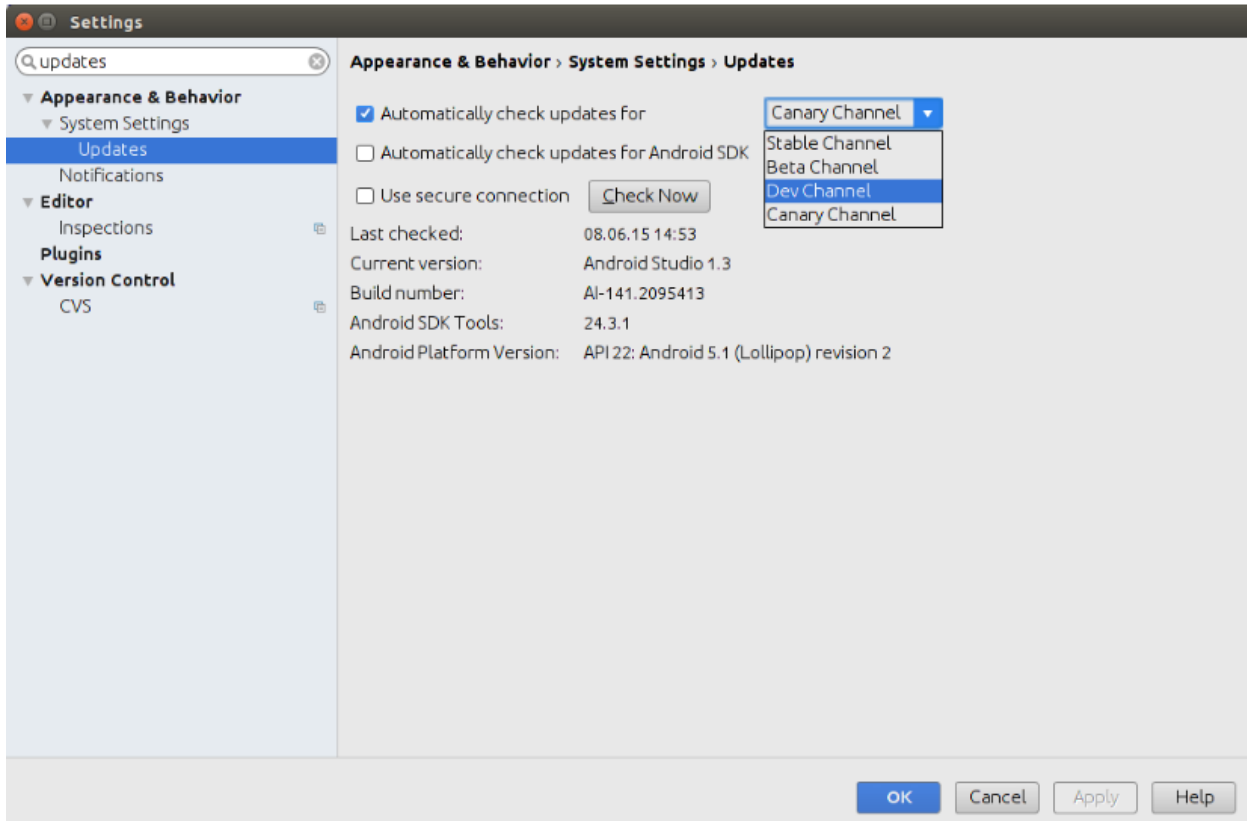 Settings
updates
Appearance & Behavior
System Settings
Updates
Notifications
Editor
Inspections
Plugins
Version Control
CVS
Appearance & Behavior › System Settings › Updates
Automatically check updates for Canary Channel
Stable Channel
Beta Channel
Dev Channel
Canary Channel
Automatically check updates for Android SDK
Use secure connection Check Now
Last checked: 08.06.15 14:53
Current version: Android Studio 1.3
Build number: AI-141.2095413
Android SDK Tools: 24.3.1
Android Platform Version: API 22: Android 5.1 (Lollipop) revision 2
OK Cancel Apply Help